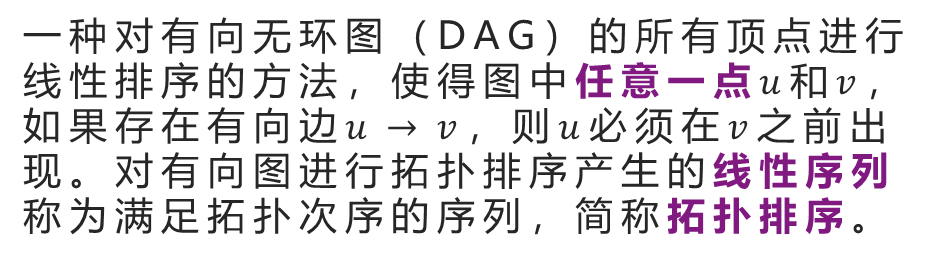 一种对有向无环图（DAG）的所有顶点进行
线性排序的方法，使得图中任意一点u和v，
如果存在有向边u → v，则u必须在v之前出
现。对有向图进行拓扑排序产生的线性序列
称为满足拓扑次序的序列，简称拓扑排序。